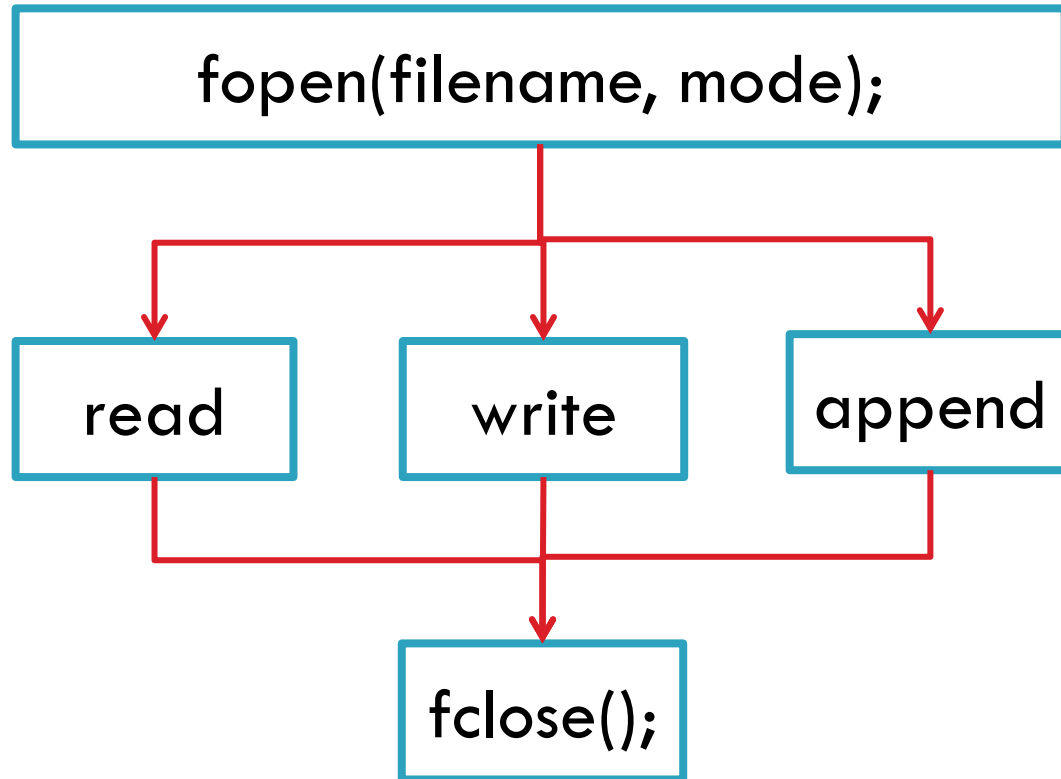 fopen(filename, mode);
read
write
append
fclose();